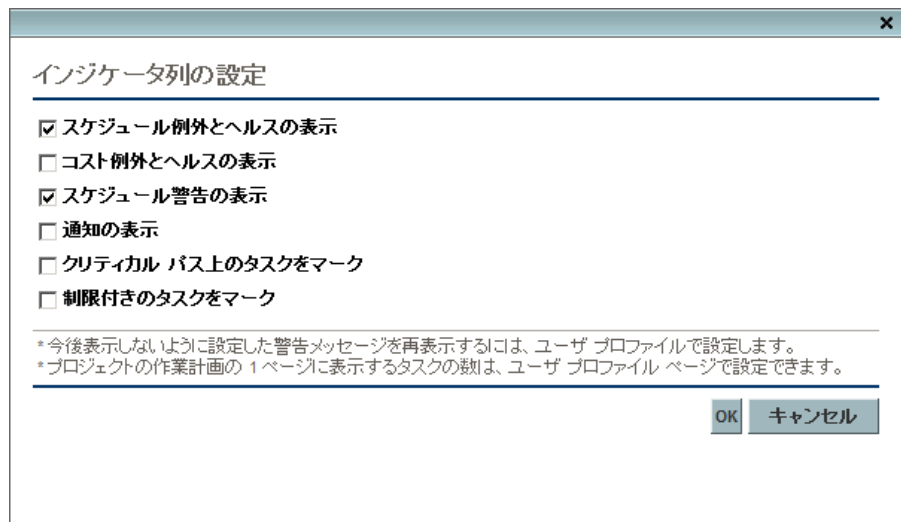 インジケータ列の設定
スケジュール例外とヘルスの表示
コスト例外とヘルスの表示
スケジュール警告の表示
通知の表示
クリティカル パス上のタスクをマーク
制限付きのタスクをマーク
*今後表示しないように設定した警告メッセージを再表示するには、ユーザ プロファイルで設定します。
*プロジェクトの作業計画の 1 ページに表示するタスクの数は、ユーザ プロファイル ページで設定できます。
OK キャンセル